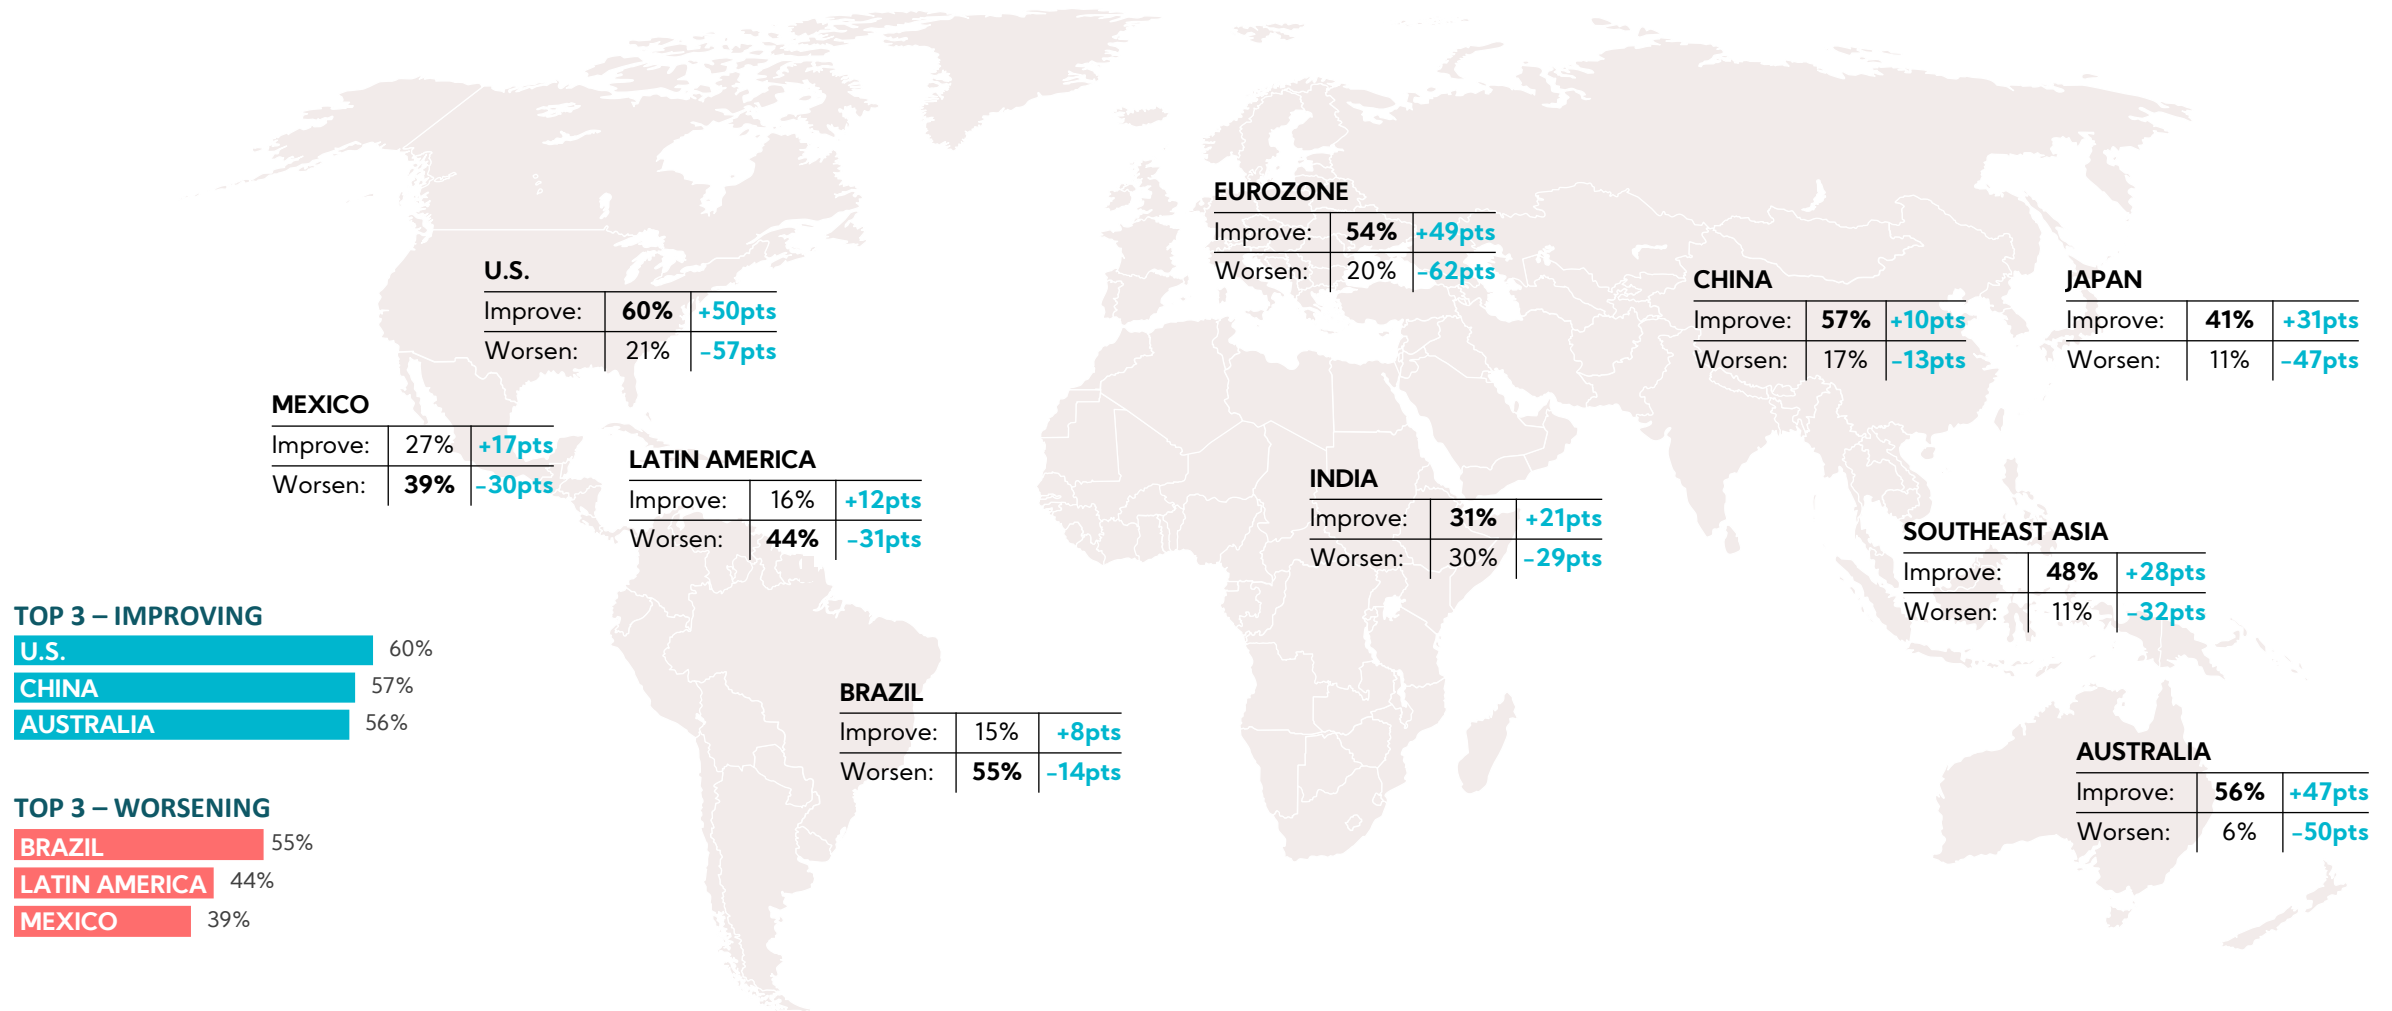 EUROZONE
Improve: 54% +49pts
Worsen: 20% -62pts
U.S.
Improve: 60% +50pts
Worsen: 21% -57pts
CHINA
Improve: 57% +10pts
Worsen: 17% -13pts
JAPAN
Improve: 41% +31pts
Worsen: 11% -47pts
MEXICO
Improve: 27% +17pts
Worsen: 39% -30pts
LATIN AMERICA
Improve: 16% +12pts
Worsen: 44% -31pts
INDIA
Improve: 31% +21pts
Worsen: 30% -29pts
SOUTHEAST ASIA
Improve: 48% +28pts
Worsen: 11% -32pts
TOP 3 – IMPROVING
U.S. 60%
CHINA 57%
AUSTRALIA 56%
BRAZIL
Improve: 15% +8pts
Worsen: 55% -14pts
AUSTRALIA
Improve: 56% +47pts
Worsen: 6% -50pts
TOP 3 – WORSENING
BRAZIL 55%
LATIN AMERICA 44%
MEXICO 39%